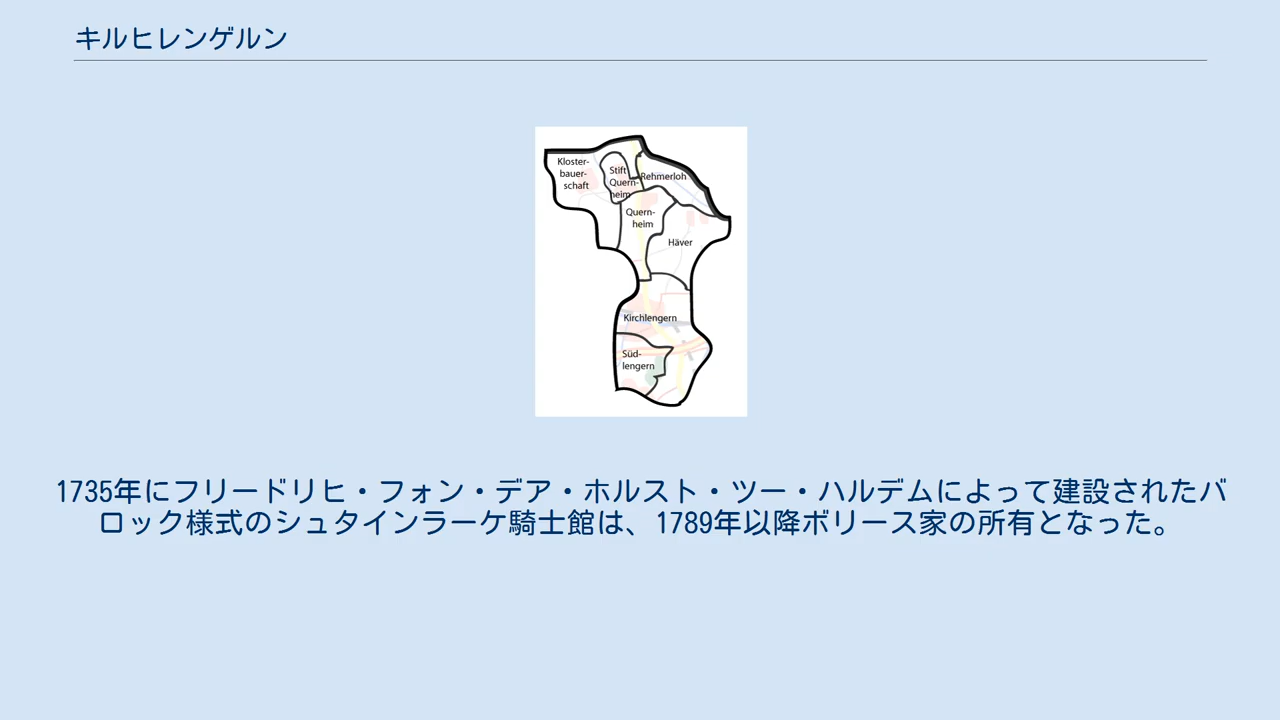 キルヒレンゲルン
Kloster-
bauer-
schaft
Stift
Quern-
heim
Rehmerloh
Quern-
heim
Häver
Kirchlengern
Süd-
lengern
1735年にフリードリヒ・フォン・デア・ホルスト・ツー・ハルデムによって建設されたバ
ロック様式のシュタインラーケ騎士館は、1789年以降ボリース家の所有となった。